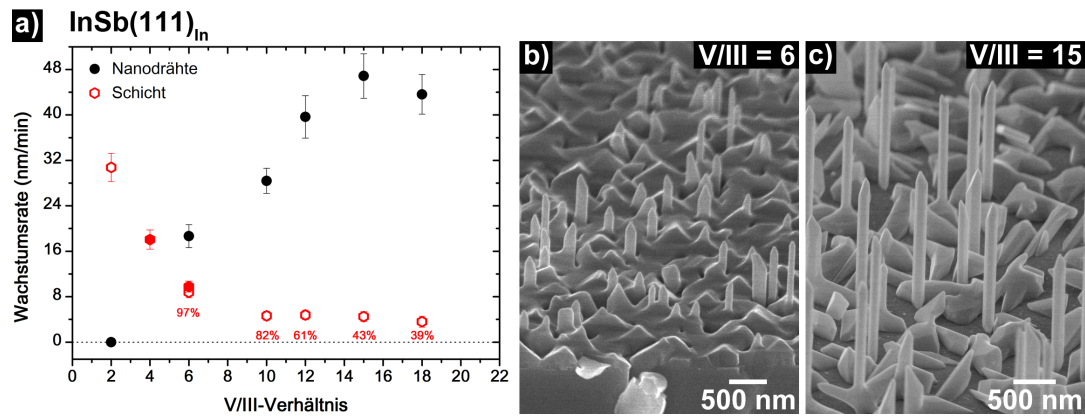 a) InSb(111)In
Nanodrähte
Schicht
Wachstumsrate (nm/min)
48
40
32
24
16
8
0
97%
82% 61% 43% 39%
0 2 4 6 8 10 12 14 16 18 20 22
V/III-Verhältnis
b) V/III = 6
500 nm
c) V/III = 15
500 nm